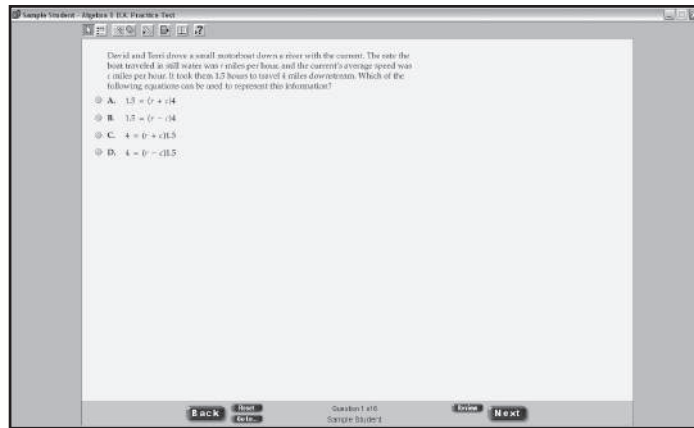 Sample Student - Algebra I EOC Practice Test
David and Terri drove a small motorboat down a river with the current. The rate the
boat traveled in still water was r miles per hour, and the current's average speed was
c miles per hour. It took them 1.5 hours to travel 4 miles downstream. Which of the
following equations can be used to represent this information?
A. 1.5 = (r + c)4
B. 1.5 = (r − c)4
C. 4 = (r + c)1.5
D. 4 = (r − c)1.5
Back
Reset
Go to...
Question 1 of 6
Sample Student
Review
Next